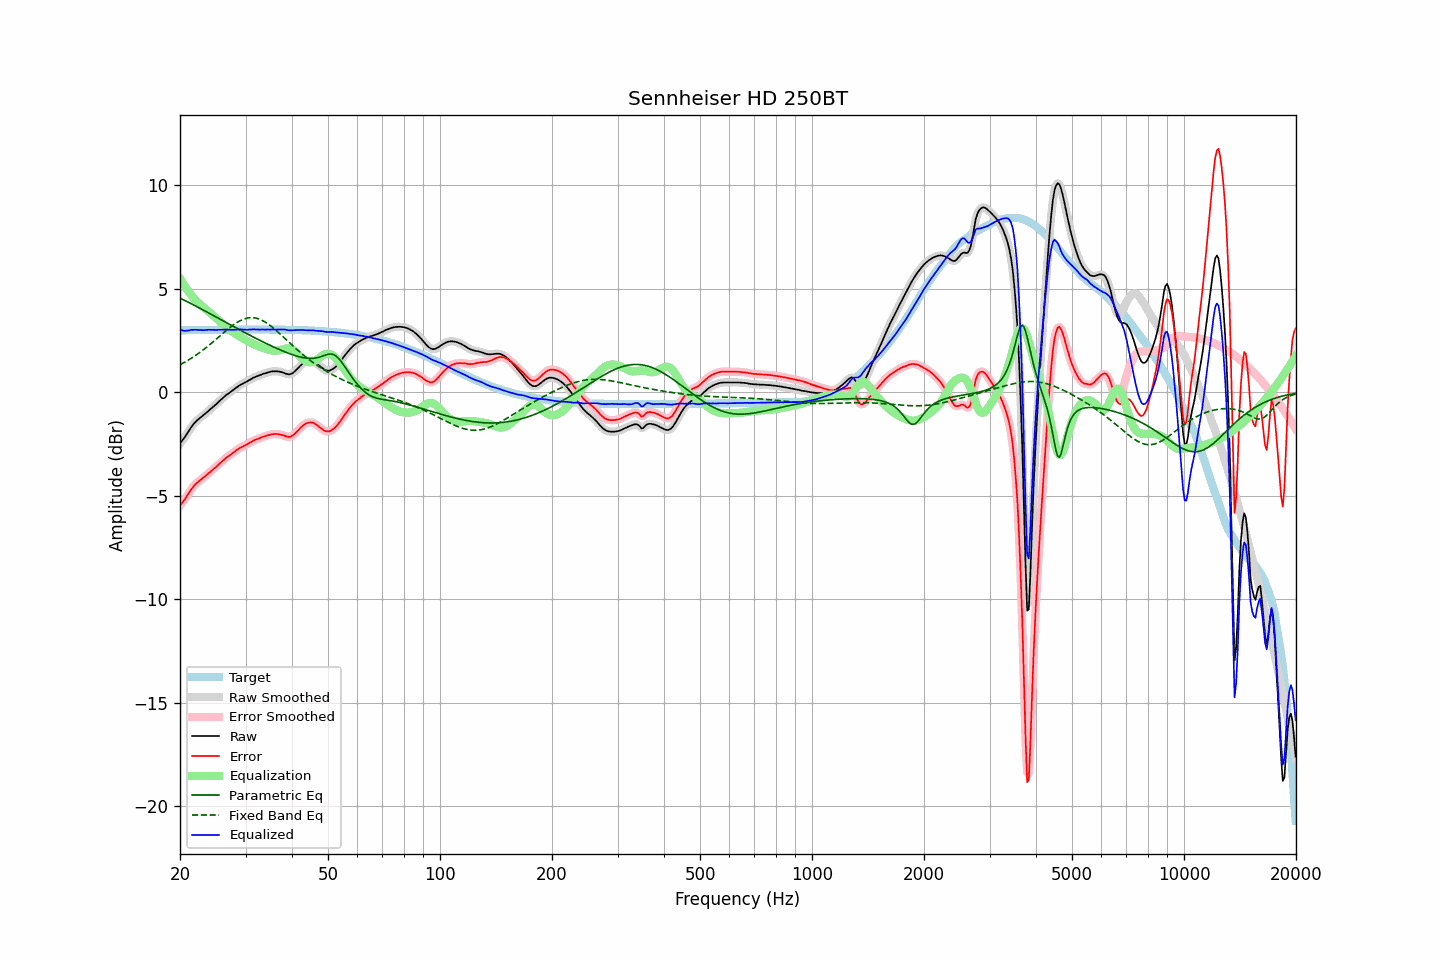 Sennheiser HD 250BT
Amplitude (dBr)
10
5
0
−5
−10
−15
−20
Target
Raw Smoothed
Error Smoothed
Raw
Error
Equalization
Parametric Eq
Fixed Band Eq
Equalized
20 50 100 200 500 1000 2000 5000 10000 20000
Frequency (Hz)